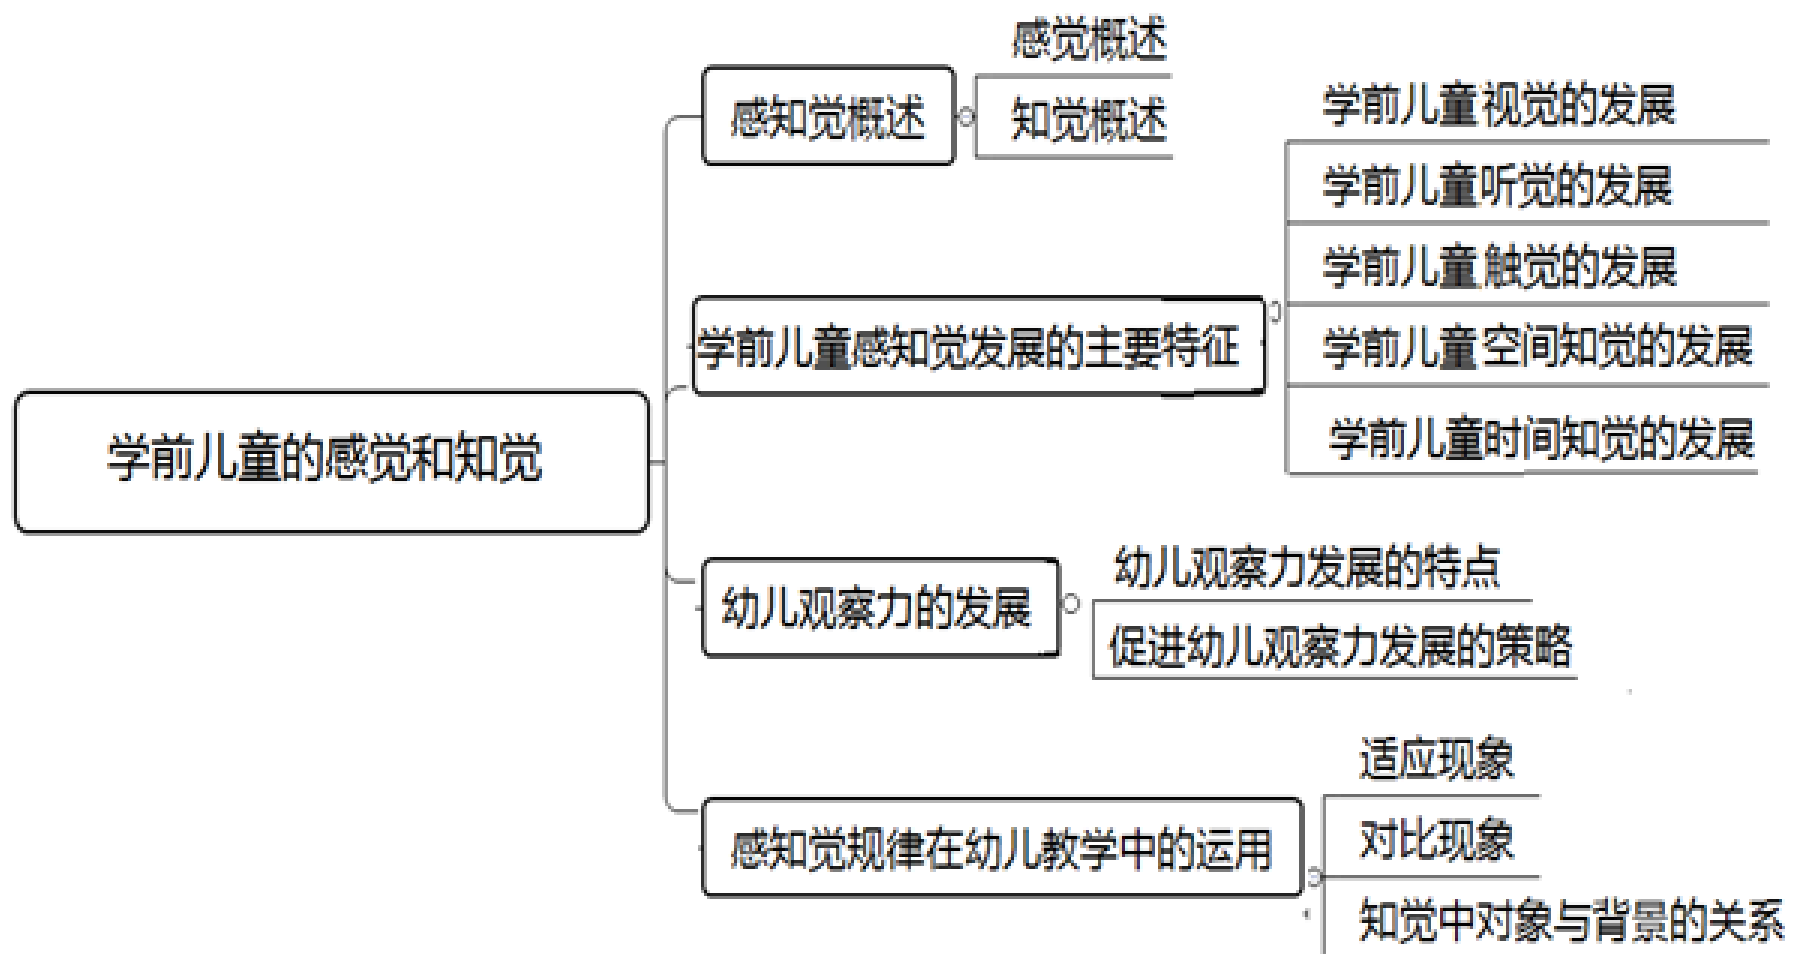 学前儿童的感觉和知觉
感知觉概述
感觉概述
知觉概述
学前儿童感知觉发展的主要特征
学前儿童视觉的发展
学前儿童听觉的发展
学前儿童触觉的发展
学前儿童空间知觉的发展
学前儿童时间知觉的发展
幼儿观察力的发展
幼儿观察力发展的特点
促进幼儿观察力发展的策略
感知觉规律在幼儿教学中的运用
适应现象
对比现象
知觉中对象与背景的关系